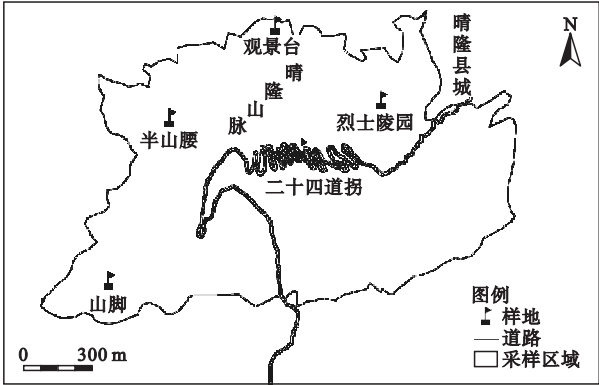 N
观景台
晴隆县城
晴隆山脉
烈士陵园
半山腰
二十四道拐
山脚
图例
样地
道路
采样区域
0 300 m